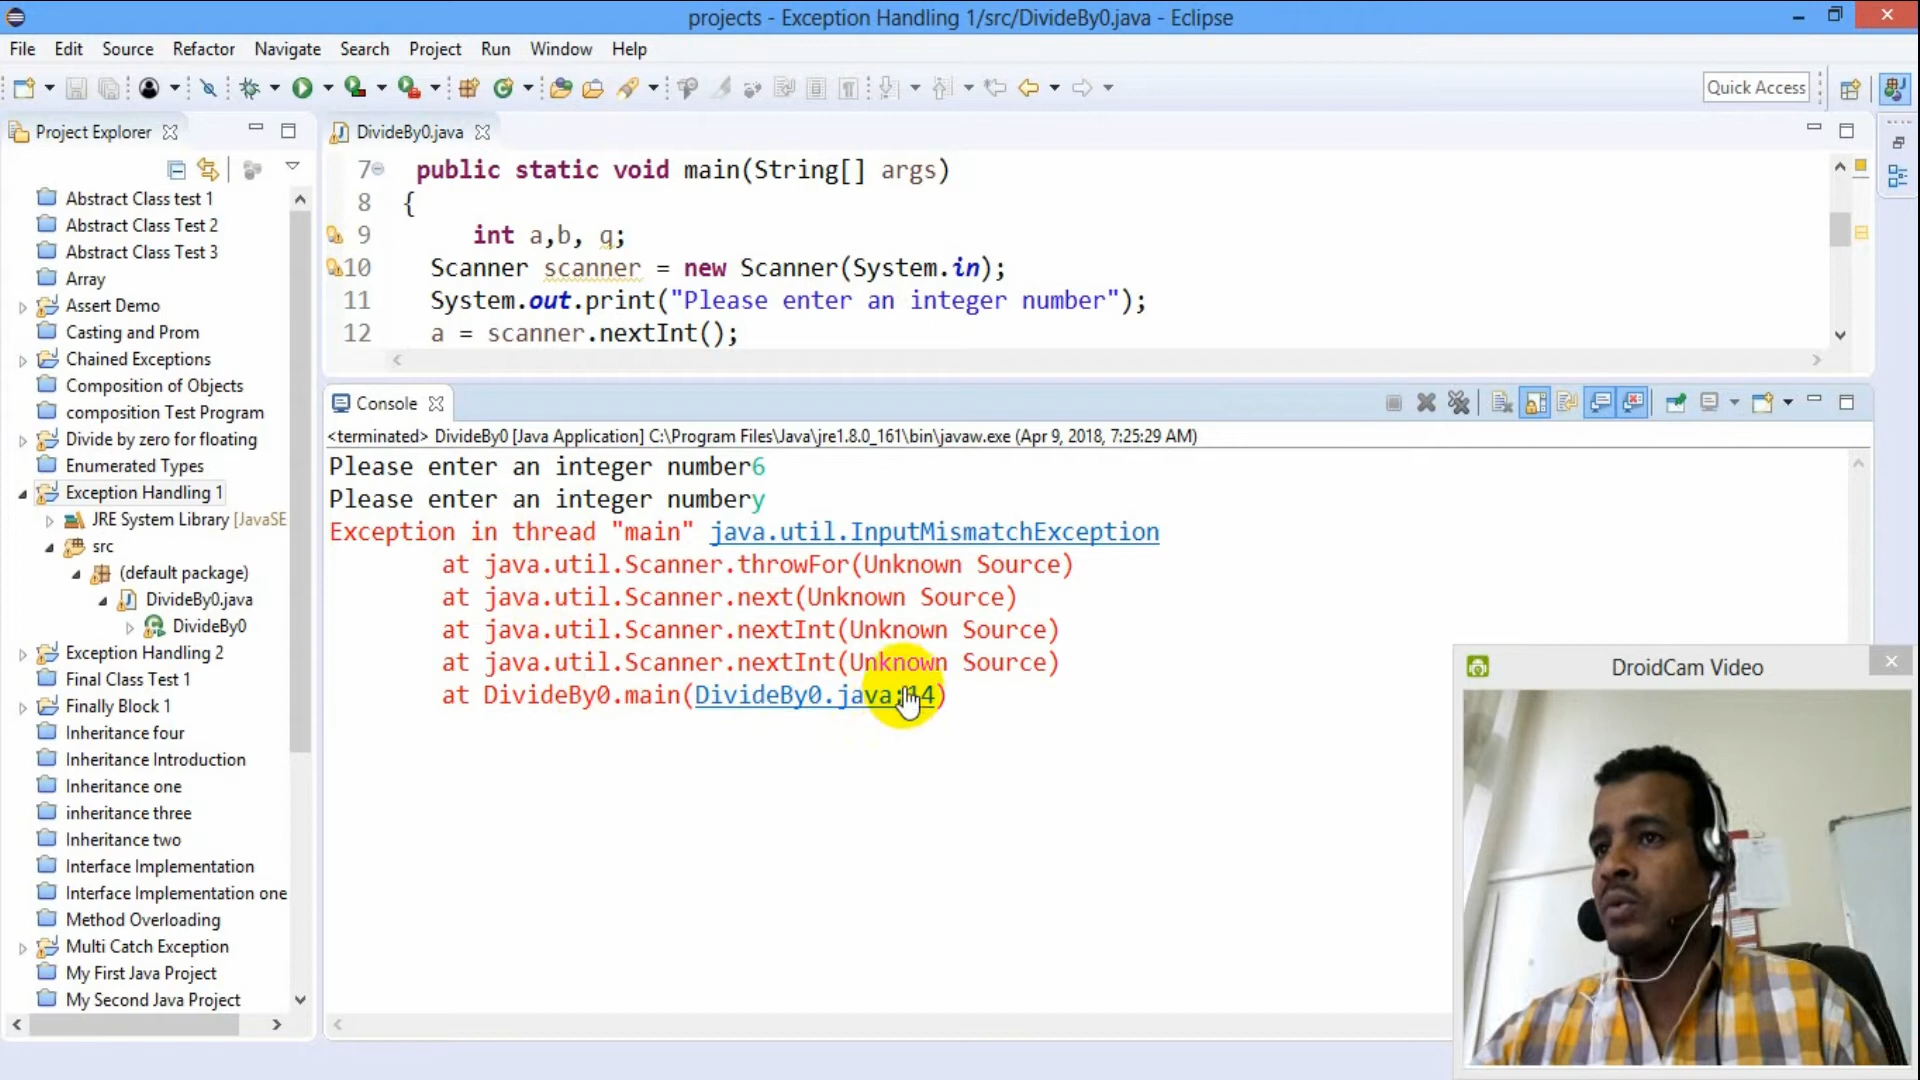 projects - Exception Handling 1/src/DivideBy0.java - Eclipse
File Edit Source Refactor Navigate Search Project Run Window Help
Quick Access
Project Explorer
Abstract Class test 1
Abstract Class Test 2
Abstract Class Test 3
Array
Assert Demo
Casting and Prom
Chained Exceptions
Composition of Objects
composition Test Program
Divide by zero for floating
Enumerated Types
Exception Handling 1
JRE System Library [JavaSE
src
(default package)
DivideBy0.java
DivideBy0
Exception Handling 2
Final Class Test 1
Finally Block 1
Inheritance four
Inheritance Introduction
Inheritance one
inheritance three
Inheritance two
Interface Implementation
Interface Implementation one
Method Overloading
Multi Catch Exception
My First Java Project
My Second Java Project
DivideBy0.java
7 public static void main(String[] args)
8 {
9 int a,b, q;
10 Scanner scanner = new Scanner(System.in);
11 System.out.print("Please enter an integer number");
12 a = scanner.nextInt();
Console
<terminated> DivideBy0 [Java Application] C:\Program Files\Java\jre1.8.0_161\bin\javaw.exe (Apr 9, 2018, 7:25:29 AM)
Please enter an integer number6
Please enter an integer numbery
Exception in thread "main" java.util.InputMismatchException
at java.util.Scanner.throwFor(Unknown Source)
at java.util.Scanner.next(Unknown Source)
at java.util.Scanner.nextInt(Unknown Source)
at java.util.Scanner.nextInt(Unknown Source)
at DivideBy0.main(DivideBy0.java:14)
DroidCam Video